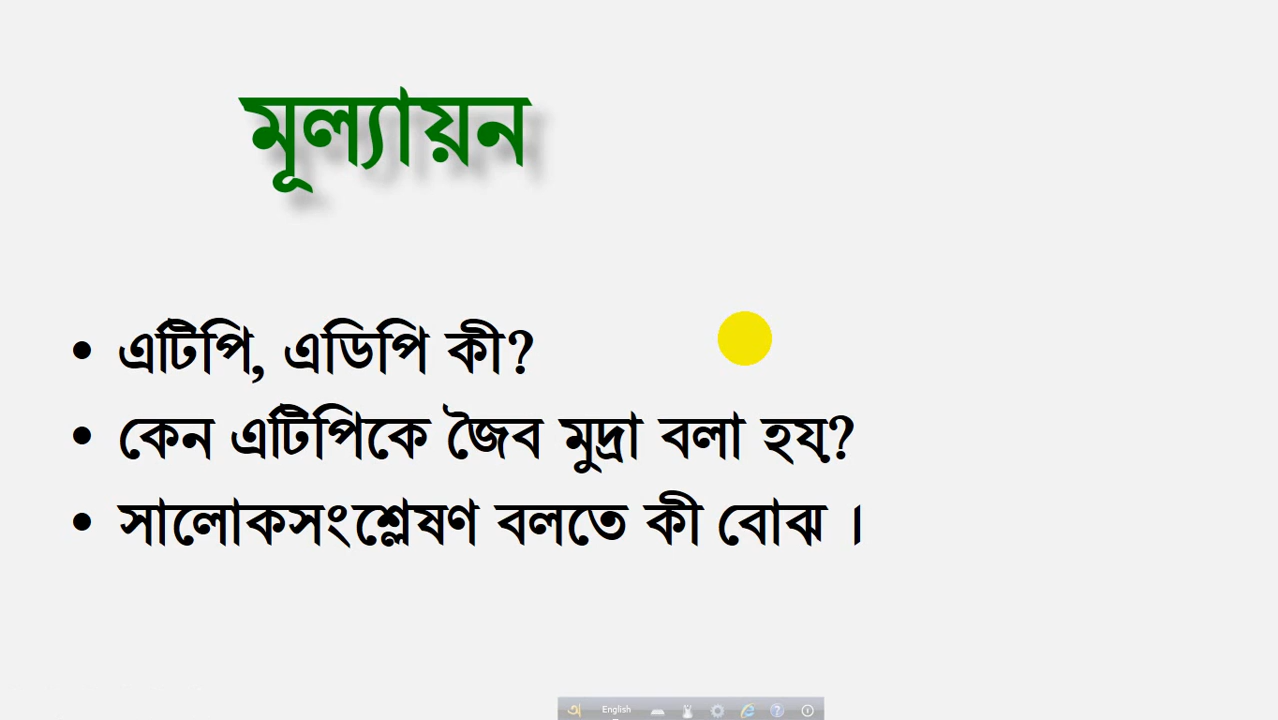 মূল্যায়ন
• এটিপি, এডিপি কী?
• কেন এটিপিকে জৈব মুদ্রা বলা হয়?
• সালোকসংশ্লেষণ বলতে কী বোঝ ।
অ English